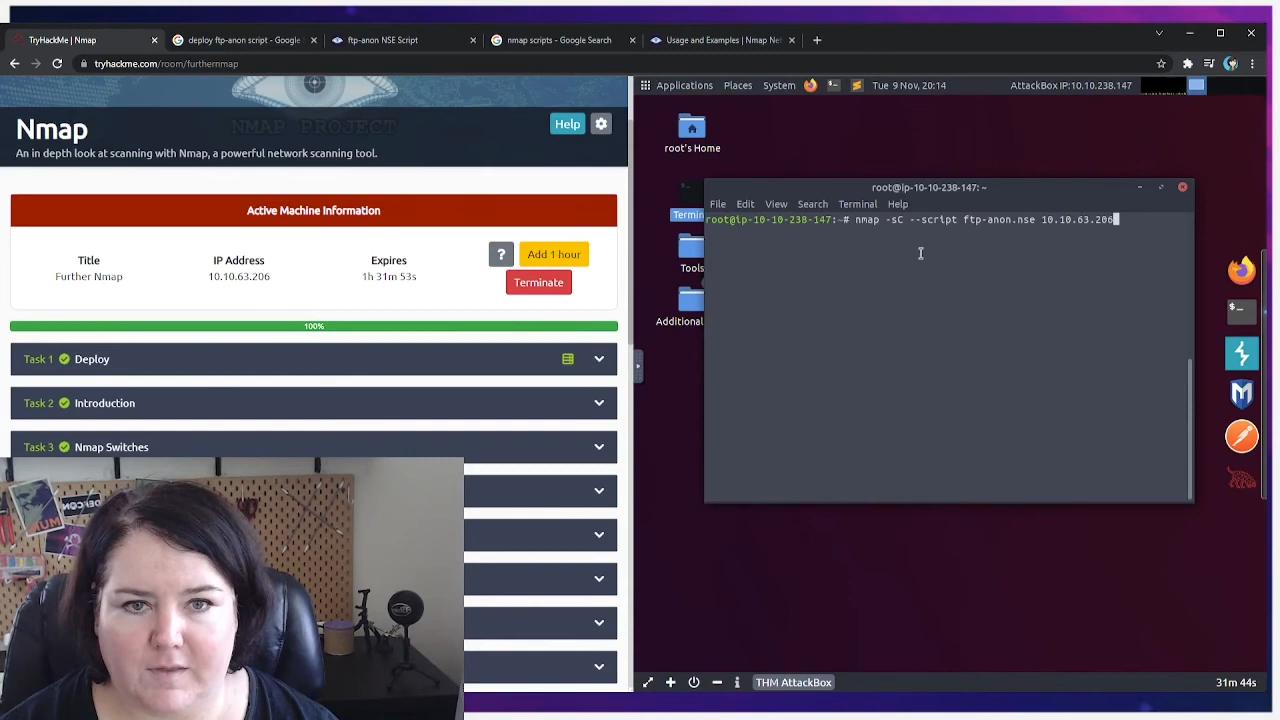 TryHackMe | Nmap
deploy ftp-anon script - Google
ftp-anon NSE Script
nmap scripts - Google Search
Usage and Examples | Nmap Net
tryhackme.com/room/furthernmap
Applications Places System Tue 9 Nov, 20:14 AttackBox IP:10.10.238.147
NMAP PROJECT
Nmap
Help
An in depth look at scanning with Nmap, a powerful network scanning tool.
Active Machine Information
Title
IP Address
Expires
Further Nmap
10.10.63.206
1h 31m 53s
?
Add 1 hour
Terminate
100%
Task 1 Deploy
Task 2 Introduction
Task 3 Nmap Switches
root's Home
Termin
Tools
Additional
root@ip-10-10-238-147: ~
File Edit View Search Terminal Help
root@ip-10-10-238-147:~# nmap -sC --script ftp-anon.nse 10.10.63.206
THM AttackBox
31m 44s